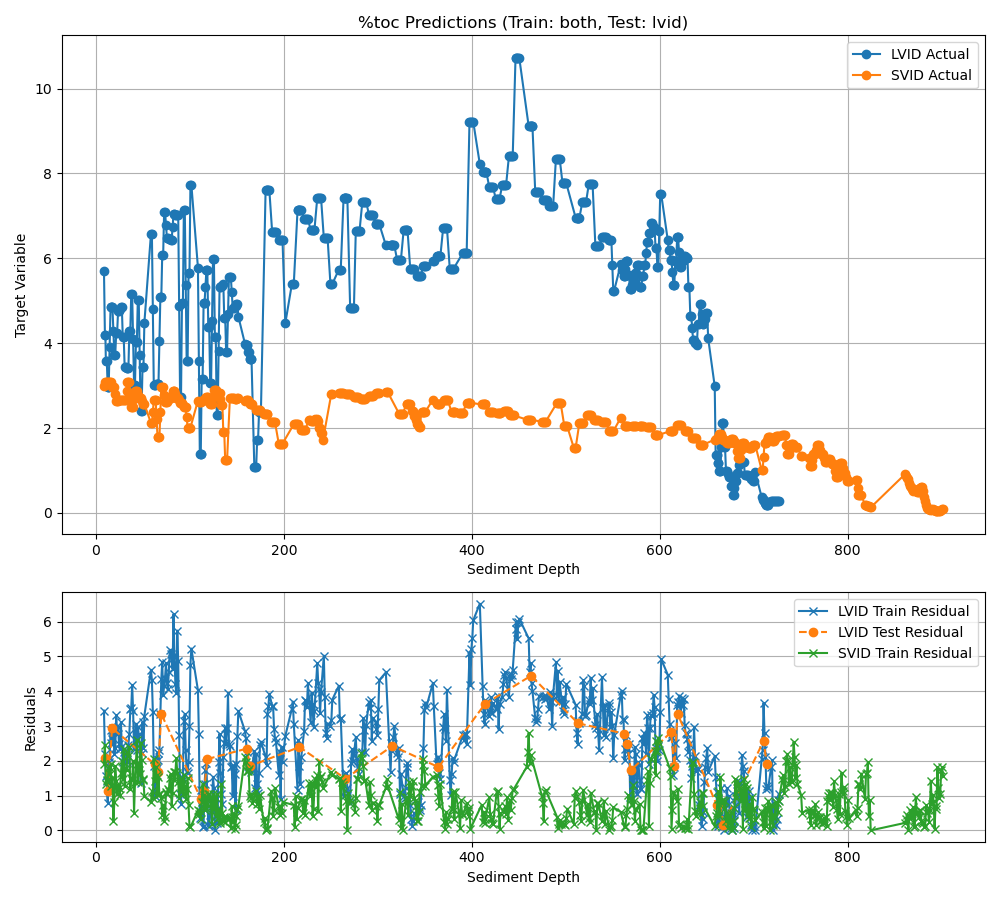 %toc Predictions (Train: both, Test: lvid)
LVID Actual
SVID Actual
Target Variable
10
8
6
4
2
0
0 200 400 600 800
Sediment Depth
LVID Train Residual
LVID Test Residual
SVID Train Residual
Residuals
6
5
4
3
2
1
0
0 200 400 600 800
Sediment Depth